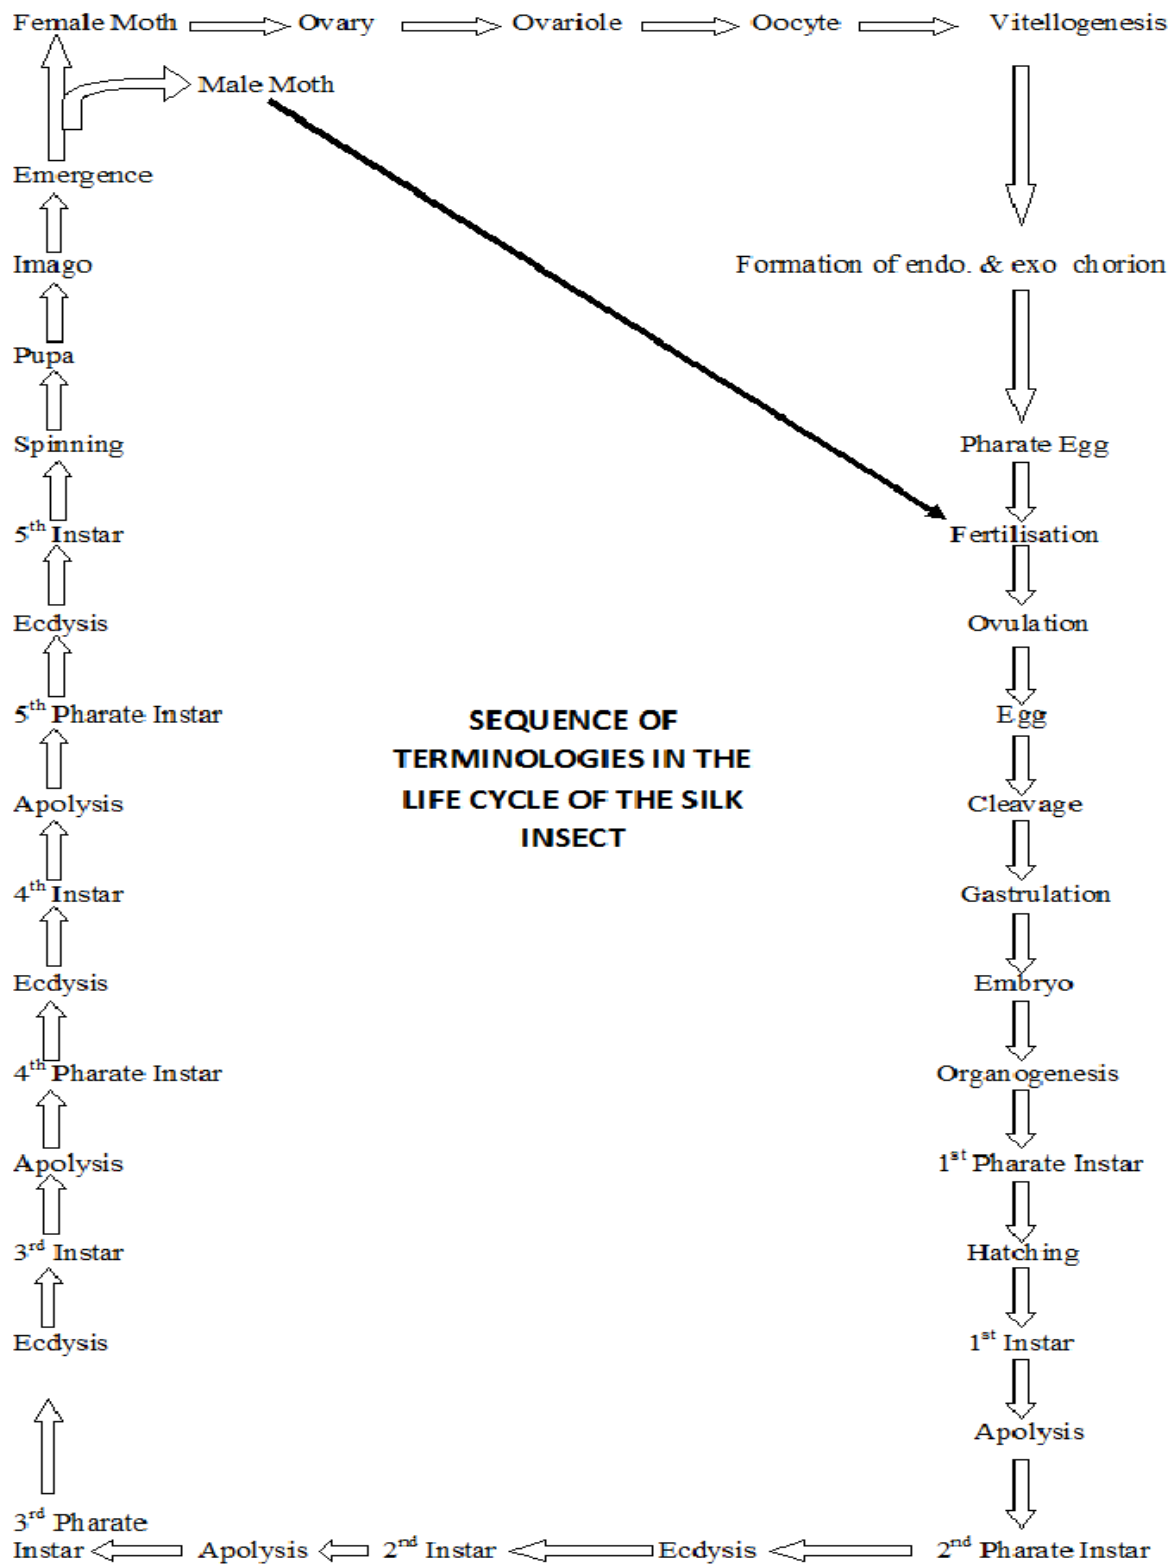 Female Moth Ovary Ovariole Oocyte Vitellogenesis
Male Moth
Emergence
Imago Formation of endo. & exo chorion
Pupa
Spinning Pharate Egg
5th Instar Fertilisation
Ecdysis Ovulation
5th Pharate Instar Egg
SEQUENCE OF
TERMINOLOGIES IN THE
LIFE CYCLE OF THE SILK
INSECT
Apolysis Cleavage
4th Instar Gastrulation
Ecdysis Embryo
4th Pharate Instar Organogenesis
Apolysis 1st Pharate Instar
3rd Instar Hatching
Ecdysis 1st Instar
Apolysis
3rd Pharate
Instar Apolysis 2nd Instar Ecdysis 2nd Pharate Instar